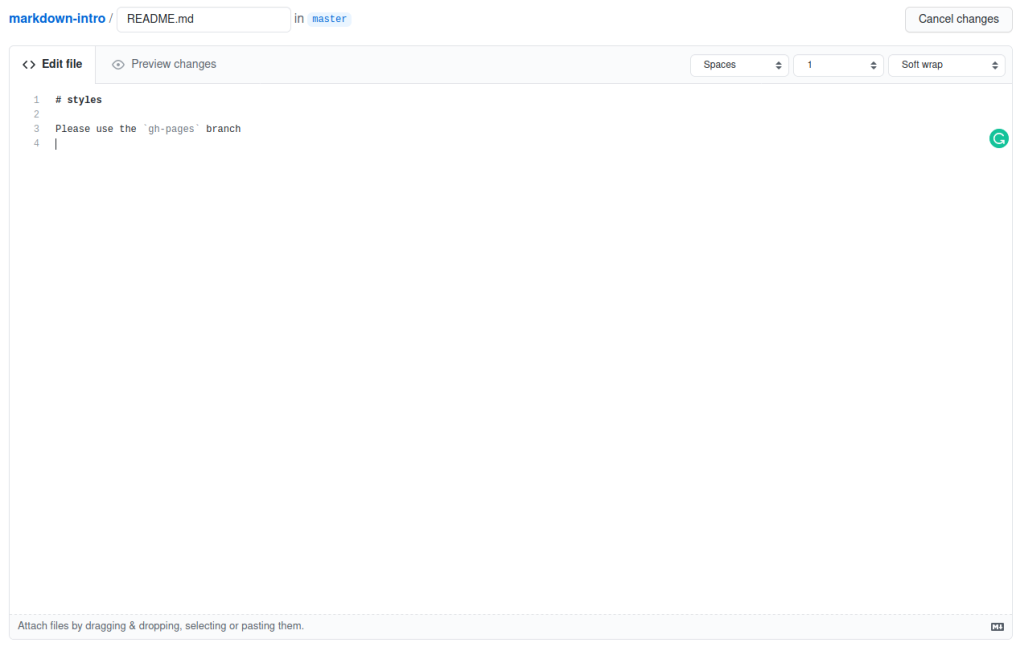 markdown-intro / README.md in master Cancel changes
<> Edit file Preview changes Spaces 1 Soft wrap
1 # styles
2
3 Please use the `gh-pages` branch
4
Attach files by dragging & dropping, selecting or pasting them.